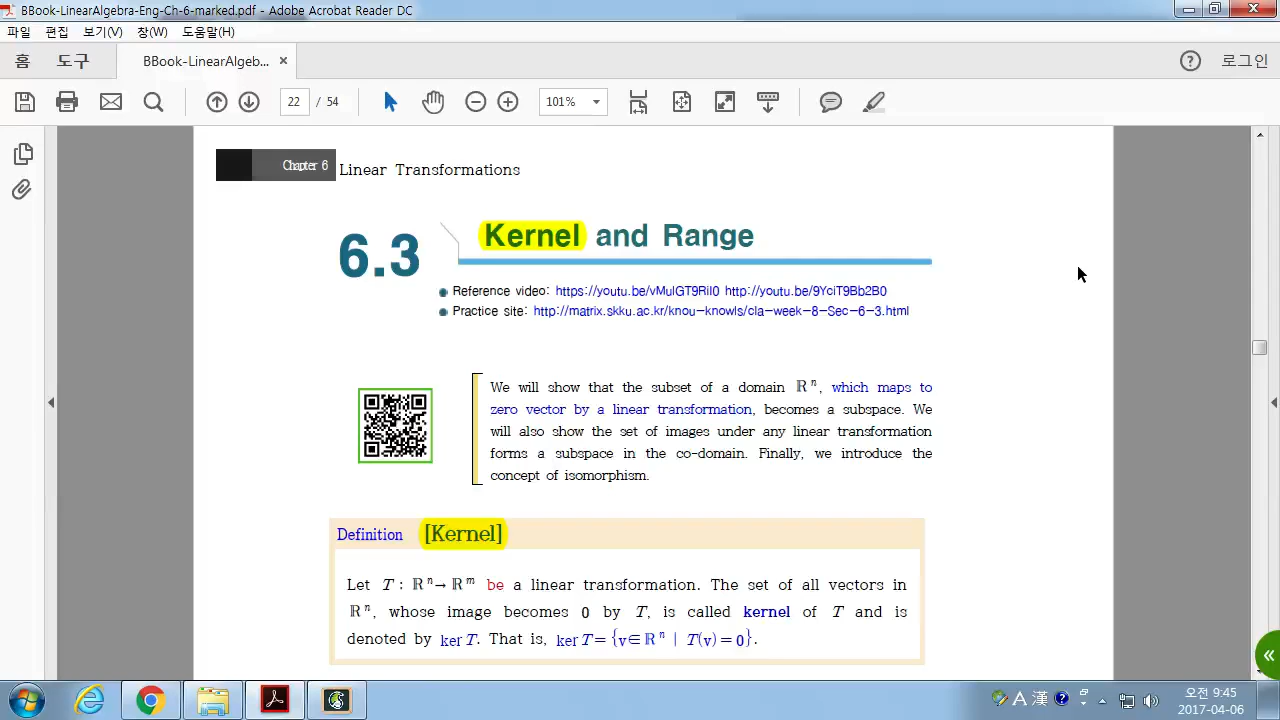 BBook-LinearAlgebra-Eng-Ch-6-marked.pdf - Adobe Acrobat Reader DC
파일 편집 보기(V) 창(W) 도움말(H)
홈 도구 BBook-LinearAlgeb... × 로그인
22 / 54 101%
Chapter 6 Linear Transformations
6.3 Kernel and Range
Reference video: https://youtu.be/vMulGT9RiI0 http://youtu.be/9YciT9Bb2B0
Practice site: http://matrix.skku.ac.kr/knou-knowls/cla-week-8-Sec-6-3.html
We will show that the subset of a domain ℝⁿ, which maps to
zero vector by a linear transformation, becomes a subspace. We
will also show the set of images under any linear transformation
forms a subspace in the co-domain. Finally, we introduce the
concept of isomorphism.
Definition [Kernel]
Let T : ℝⁿ→ ℝᵐ be a linear transformation. The set of all vectors in
ℝⁿ, whose image becomes 0 by T, is called kernel of T and is
denoted by ker T. That is, ker T = {v∈ℝⁿ | T(v) = 0}.
A 漢 오전 9:45
2017-04-06